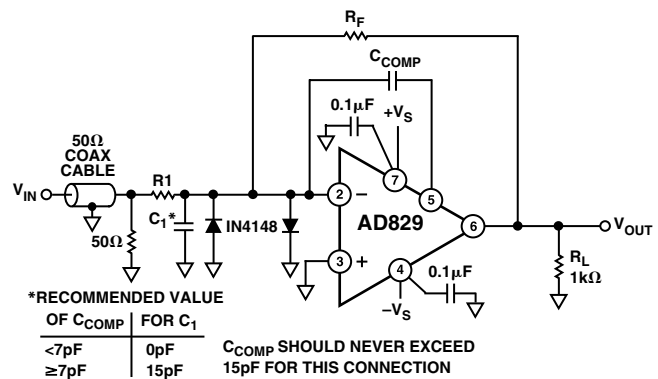 R_F
C_COMP
0.1µF
+V_S
50Ω
COAX
CABLE
V_IN
R1
C_1*
IN4148
50Ω
2
−
7
5
AD829
3
+
4
6
0.1µF
−V_S
V_OUT
R_L
1kΩ
*RECOMMENDED VALUE
OF C_COMP FOR C_1
<7pF 0pF
≥7pF 15pF
C_COMP SHOULD NEVER EXCEED
15pF FOR THIS CONNECTION